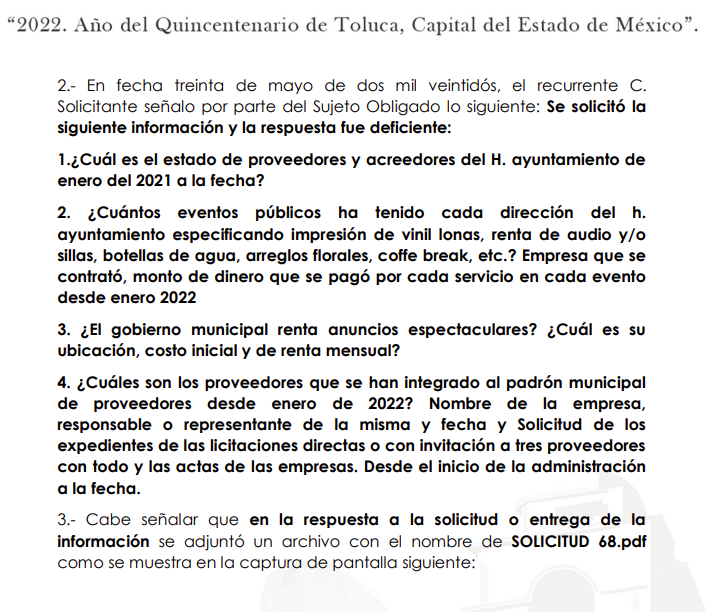 “2022. Año del Quincentenario de Toluca, Capital del Estado de México”.
2.- En fecha treinta de mayo de dos mil veintidós, el recurrente C.
Solicitante señalo por parte del Sujeto Obligado lo siguiente: Se solicitó la
siguiente información y la respuesta fue deficiente:
1.¿Cuál es el estado de proveedores y acreedores del H. ayuntamiento de
enero del 2021 a la fecha?
2. ¿Cuántos eventos públicos ha tenido cada dirección del h.
ayuntamiento especificando impresión de vinil lonas, renta de audio y/o
sillas, botellas de agua, arreglos florales, coffe break, etc.? Empresa que se
contrató, monto de dinero que se pagó por cada servicio en cada evento
desde enero 2022
3. ¿El gobierno municipal renta anuncios espectaculares? ¿Cuál es su
ubicación, costo inicial y de renta mensual?
4. ¿Cuáles son los proveedores que se han integrado al padrón municipal
de proveedores desde enero de 2022? Nombre de la empresa,
responsable o representante de la misma y fecha y Solicitud de los
expedientes de las licitaciones directas o con invitación a tres proveedores
con todo y las actas de las empresas. Desde el inicio de la administración
a la fecha.
3.- Cabe señalar que en la respuesta a la solicitud o entrega de la
información se adjuntó un archivo con el nombre de SOLICITUD 68.pdf
como se muestra en la captura de pantalla siguiente: